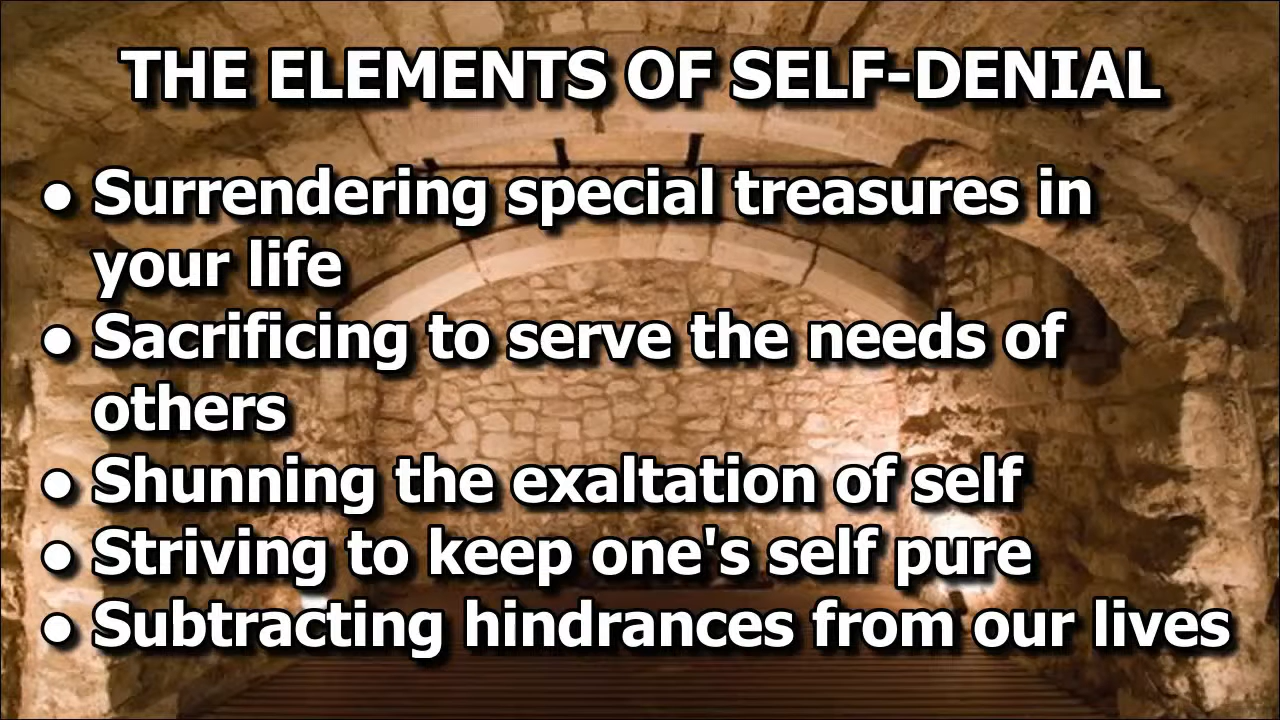 THE ELEMENTS OF SELF-DENIAL
● Surrendering special treasures in
your life
● Sacrificing to serve the needs of
others
● Shunning the exaltation of self
● Striving to keep one's self pure
● Subtracting hindrances from our lives